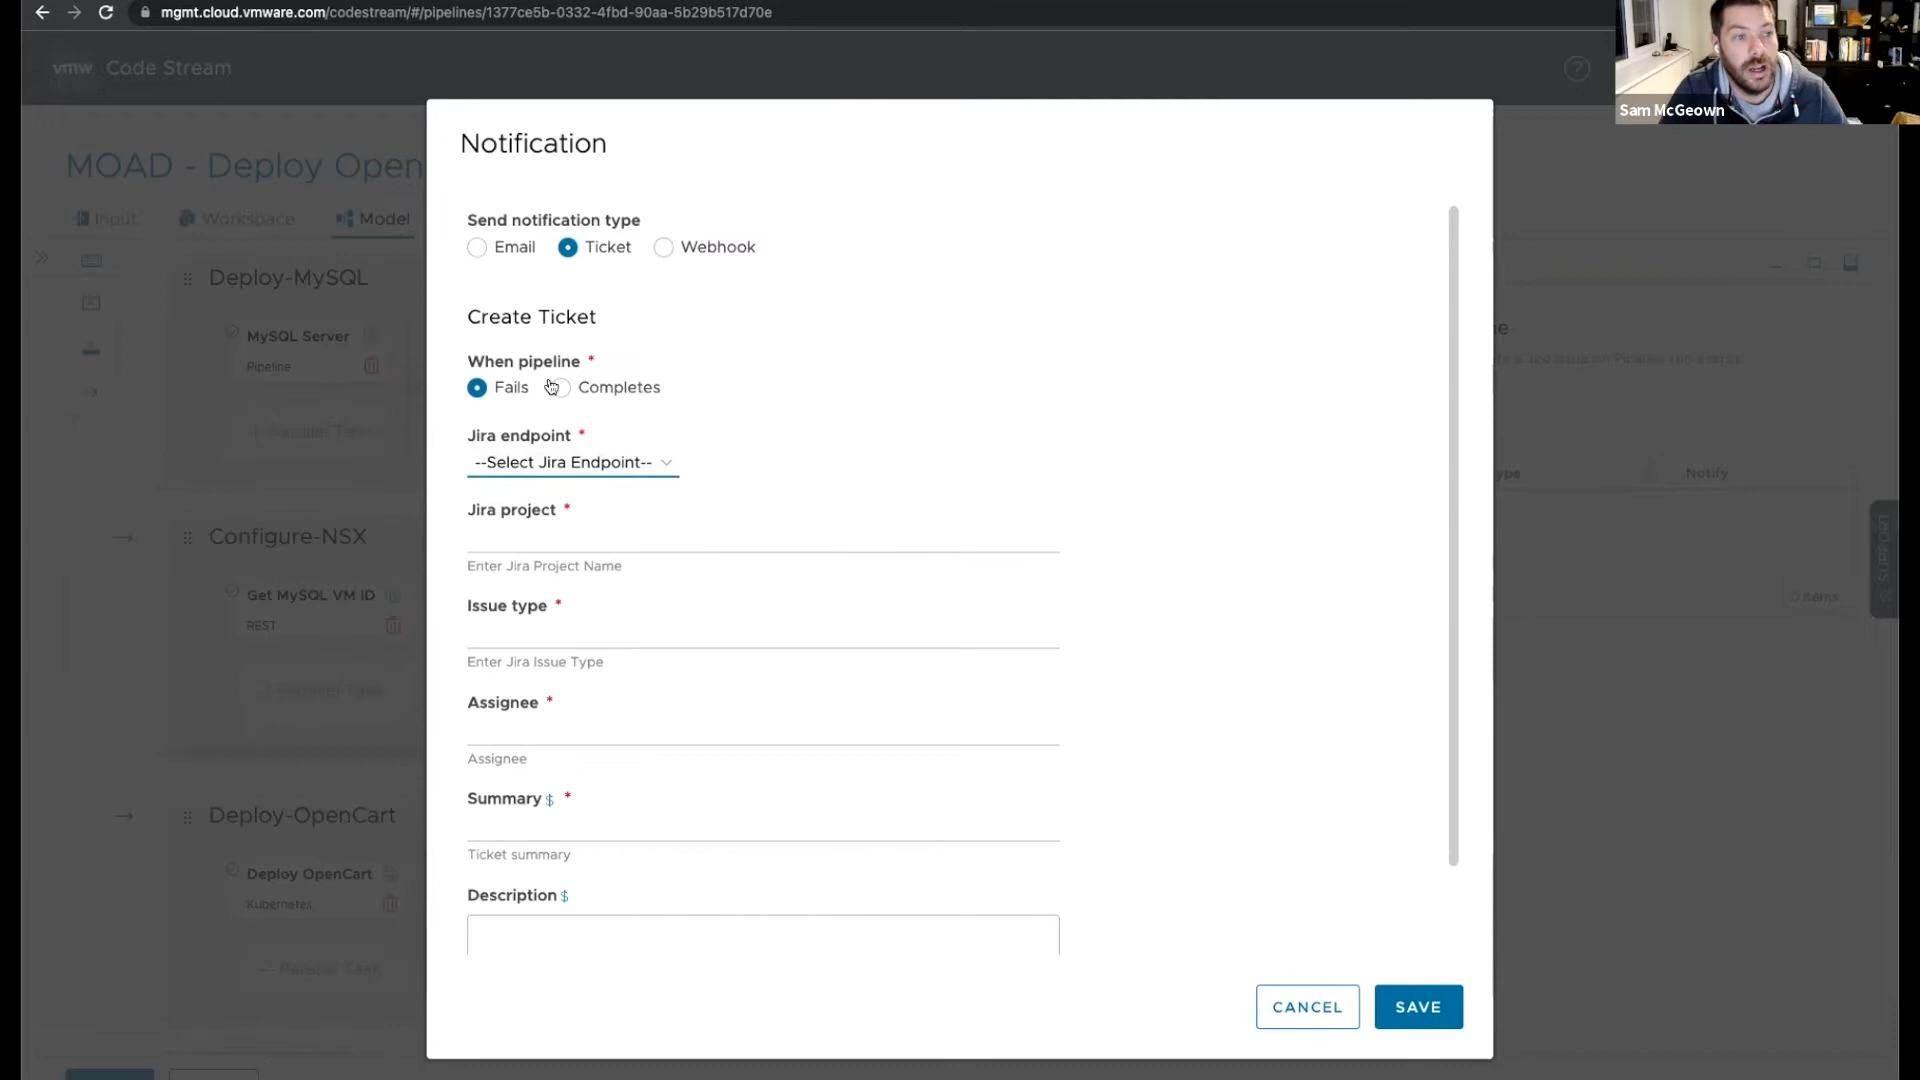 mgmt.cloud.vmware.com/codestream/#/pipelines/1377ce5b-0332-4fbd-90aa-5b29b517d70e
vmw Code Stream
Sam McGeown
MOAD - Deploy Open
Input Workspace Model
Deploy-MySQL
MySQL Server
Pipeline
Configure-NSX
Get MySQL VM ID
REST
Deploy-OpenCart
Deploy OpenCart
Kubernetes
Notification
Send notification type
Email Ticket Webhook
Create Ticket
When pipeline *
Fails Completes
Jira endpoint *
--Select Jira Endpoint--
Jira project *
Enter Jira Project Name
Issue type *
Enter Jira Issue Type
Assignee *
Assignee
Summary $ *
Ticket summary
Description $
CANCEL SAVE
Notify
0 items
SUPPORT